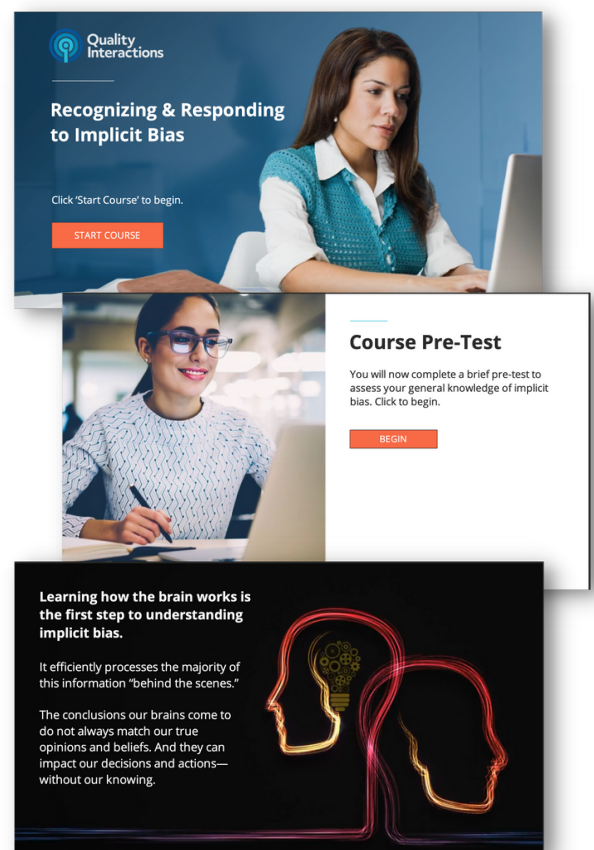 Quality
Interactions
Recognizing & Responding
to Implicit Bias
Click ‘Start Course’ to begin.
START COURSE
Course Pre-Test
You will now complete a brief pre-test to
assess your general knowledge of implicit
bias. Click to begin.
BEGIN
Learning how the brain works is
the first step to understanding
implicit bias.
It efficiently processes the majority of
this information “behind the scenes.”
The conclusions our brains come to
do not always match our true
opinions and beliefs. And they can
impact our decisions and actions—
without our knowing.